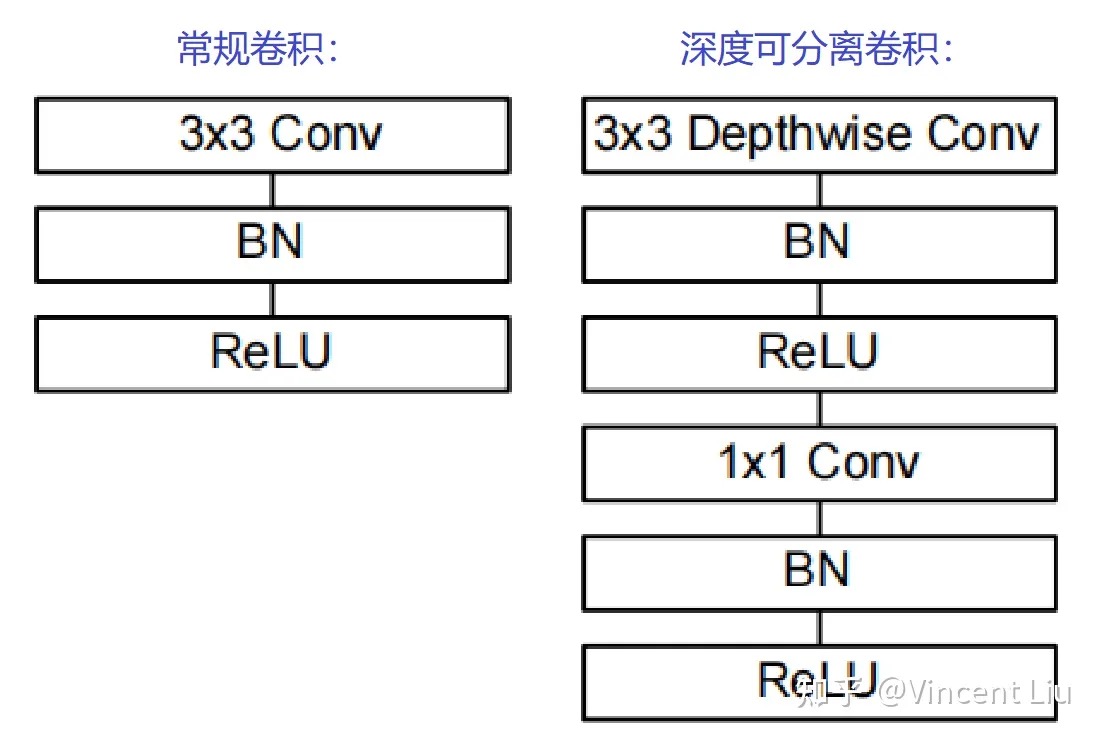 常规卷积：
3x3 Conv
BN
ReLU
深度可分离卷积：
3x3 Depthwise Conv
BN
ReLU
1x1 Conv
BN
ReLU
知乎 @Vincent Liu